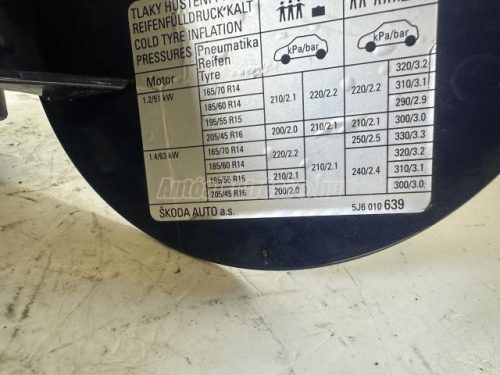 TLAKY HUŠTĚNÍ
REIFENFÜLLDRUCK KALT
COLD TYRE INFLATION
PRESSURES Pneumatika
Reifen
Tyre
kPa/bar kPa/bar
Motor
1.2/51 kW
165/70 R14 210/2.1 220/2.2 220/2.2 320/3.2
185/60 R14 310/3.1
195/55 R15 290/2.9
205/45 R16 200/2.0 210/2.1 210/2.1 300/3.0
1.4/63 kW
165/70 R14 220/2.2 210/2.1 250/2.5 330/3.3
185/60 R14 240/2.4 320/3.2
195/55 R15 210/2.1 310/3.1
205/45 R16 200/2.0 300/3.0
ŠKODA AUTO a.s. 5J6 010 639